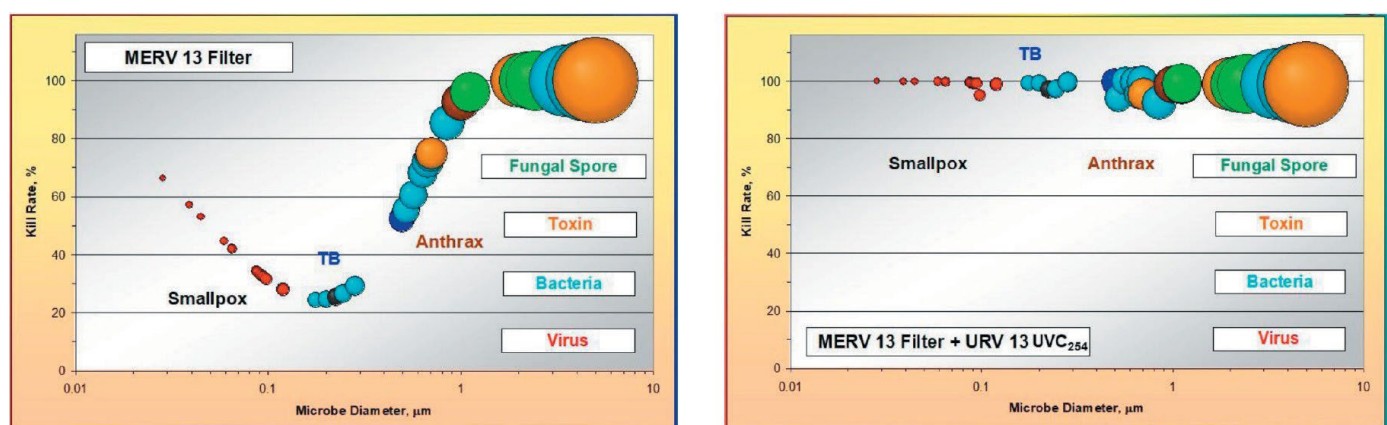 MERV 13 Filter
100
80
60
40
20
0
Kill Rate, %
Fungal Spore
Toxin
Anthrax
TB
Bacteria
Smallpox
Virus
0.01
0.1
1
10
Microbe Diameter, µm
TB
100
80
60
40
20
0
Kill Rate, %
Smallpox
Anthrax
Fungal Spore
Toxin
Bacteria
MERV 13 Filter + URV 13 UVC₂₅₄
Virus
0.01
0.1
1
10
Microbe Diameter, µm